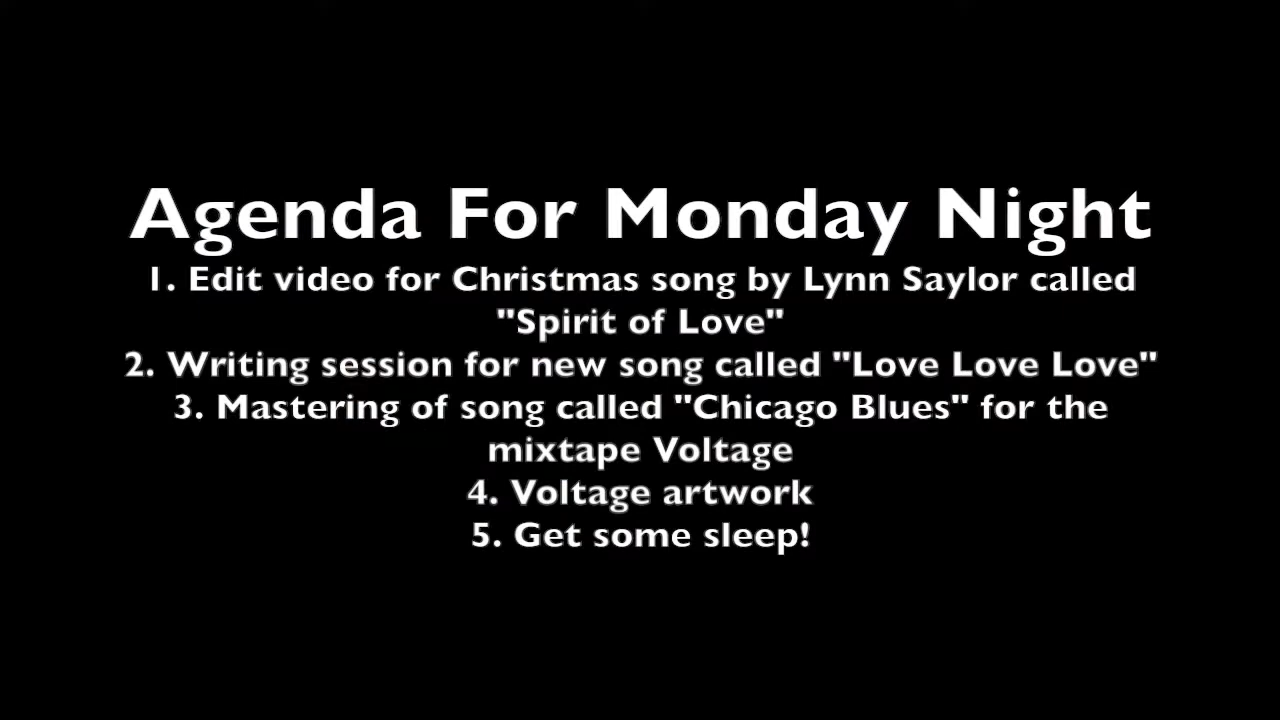 Agenda For Monday Night
1. Edit video for Christmas song by Lynn Saylor called
"Spirit of Love"
2. Writing session for new song called "Love Love Love"
3. Mastering of song called "Chicago Blues" for the
mixtape Voltage
4. Voltage artwork
5. Get some sleep!